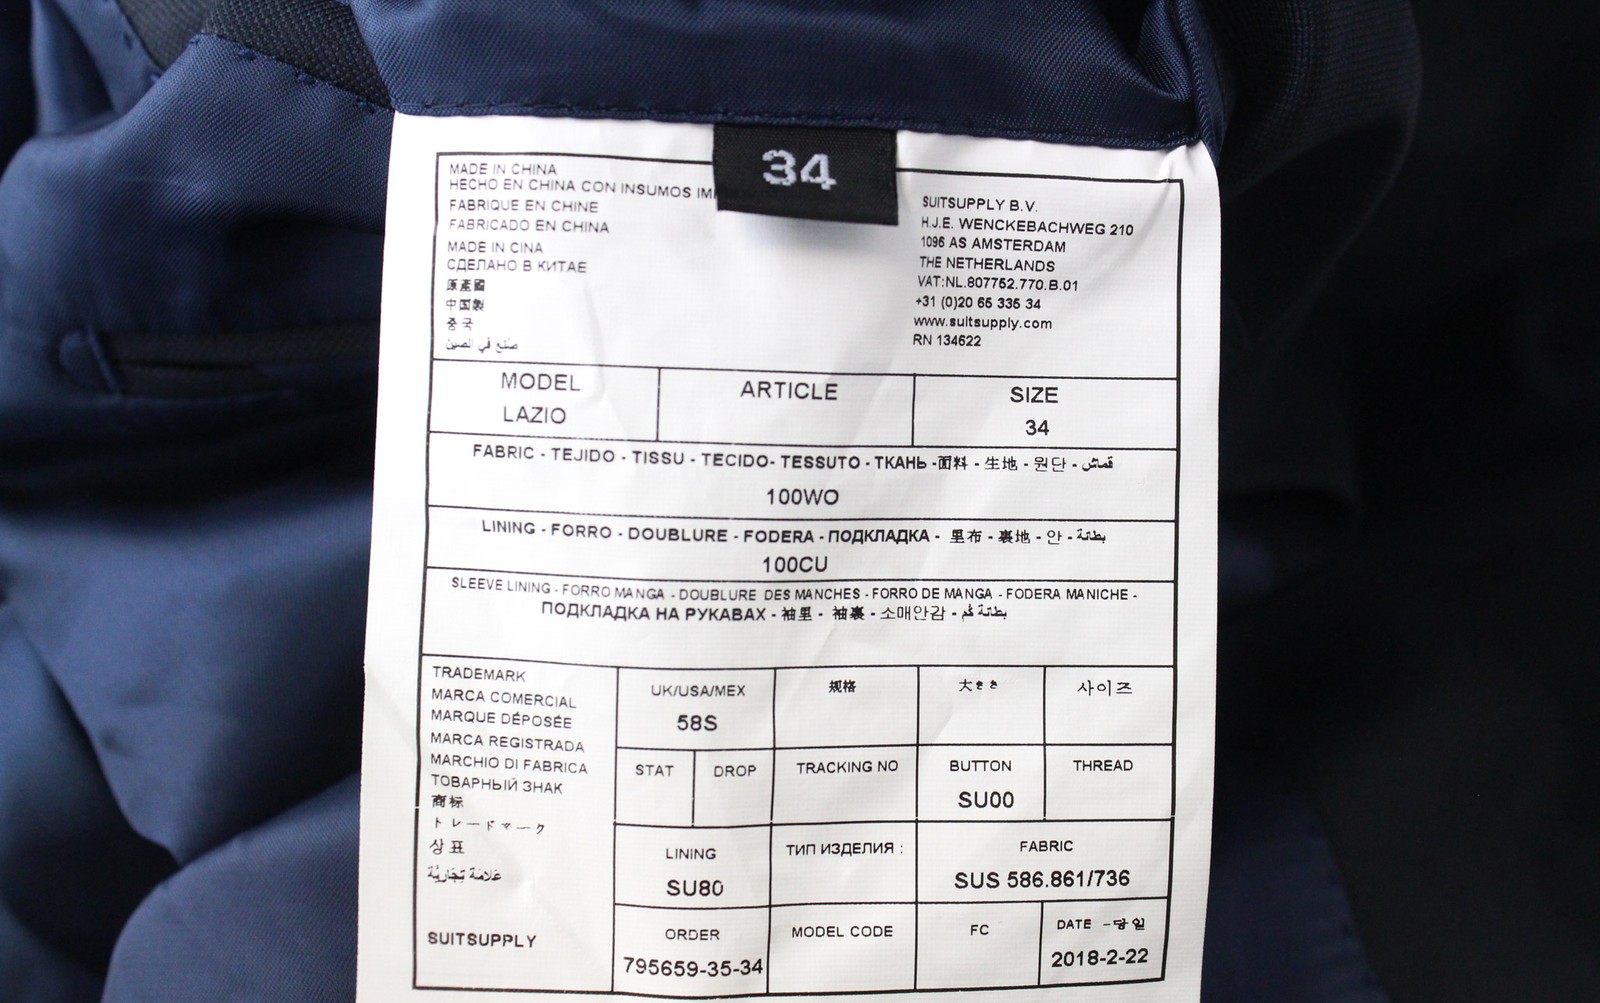 34
MADE IN CHINA
HECHO EN CHINA CON INSUMOS
FABRIQUE EN CHINE
FABRICADO EN CHINA
MADE IN CINA
СДЕЛАНО В КИТАЕ
原產國
中国製
중국
صنع في الصين
SUITSUPPLY B.V.
H.J.E. WENCKEBACHWEG 210
1096 AS AMSTERDAM
THE NETHERLANDS
VAT:NL.807752.770.B.01
+31 (0)20 65 335 34
www.suitsupply.com
RN 134622
MODEL
LAZIO
ARTICLE
SIZE
34
FABRIC - TEJIDO - TISSU - TECIDO- TESSUTO - ТКАНЬ -面料 - 生地 - 원단 - قماش
100WO
LINING - FORRO - DOUBLURE - FODERA - ПОДКЛАДКА - 里布 - 裏地 - 안 - بطانة
100CU
SLEEVE LINING - FORRO MANGA - DOUBLURE DES MANCHES - FORRO DE MANGA - FODERA MANICHE -
ПОДКЛАДКА НА РУКАВАХ - 袖里 - 袖裏 - 소매안감 - بطانة كم
TRADEMARK
MARCA COMERCIAL
MARQUE DÉPOSÉE
MARCA REGISTRADA
MARCHIO DI FABRICA
ТОВАРНЫЙ ЗНАК
商标
トレードマーク
상표
علامة تجارية
SUITSUPPLY
UK/USA/MEX
58S
规格
大きさ
사이즈
STAT
DROP
TRACKING NO
BUTTON
SU00
THREAD
LINING
SU80
ТИП ИЗДЕЛИЯ :
FABRIC
SUS 586.861/736
ORDER
795659-35-34
MODEL CODE
FC
DATE -당일
2018-2-22